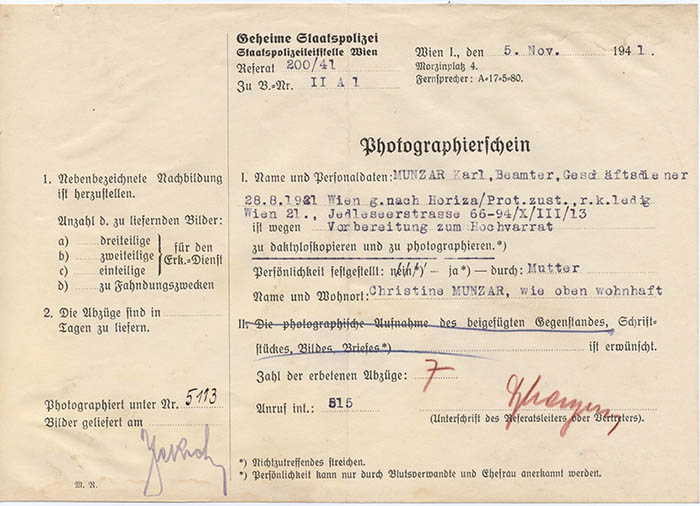 Geheime Staatspolizei
Staatspolizeileitstelle Wien
Referat 200/41
Zu B.=Nr. II A 1
Wien I., den 5. Nov. 1941.
Morzinplatz 4.
Fernsprecher: A=17=5=80.
Photographierschein
1. Nebenbezeichnete Nachbildung
ist herzustellen.
Anzahl d. zu liefernden Bilder:
a) dreiteilige
b) zweiteilige
c) einteilige
für den
Erk.=Dienst
d) zu Fahndungszwecken
2. Die Abzüge sind in
Tagen zu liefern.
Photographiert unter Nr. 5113
Bilder geliefert am
M. R.
I. Name und Personaldaten: MUNZAR Karl, Beamter, Geschäftsdiener
28.8.1921 Wien g.nach Horiza/Prot.zust., r.k.ledig
Wien 21., Jedleseerstrasse 66-94/X/III/13
ist wegen Vorbereitung zum Hochvarrat
zu daktyloskopieren und zu photographieren.*)
Persönlichkeit festgestellt: nein*) – ja*) – durch: Mutter
Name und Wohnort: Christine MUNZAR, wie oben wohnhaft
II. Die photographische Aufnahme des beigefügten Gegenstandes, Schrift-
stückes, Bildes, Briefes*) ist erwünscht.
Zahl der erbetenen Abzüge: 7
Anruf int.: 515
(Unterschrift des Referatsleiters oder Vertreters).
*) Nichtzutreffendes streichen.
*) Persönlichkeit kann nur durch Blutsverwandte und Ehefrau anerkannt werden.